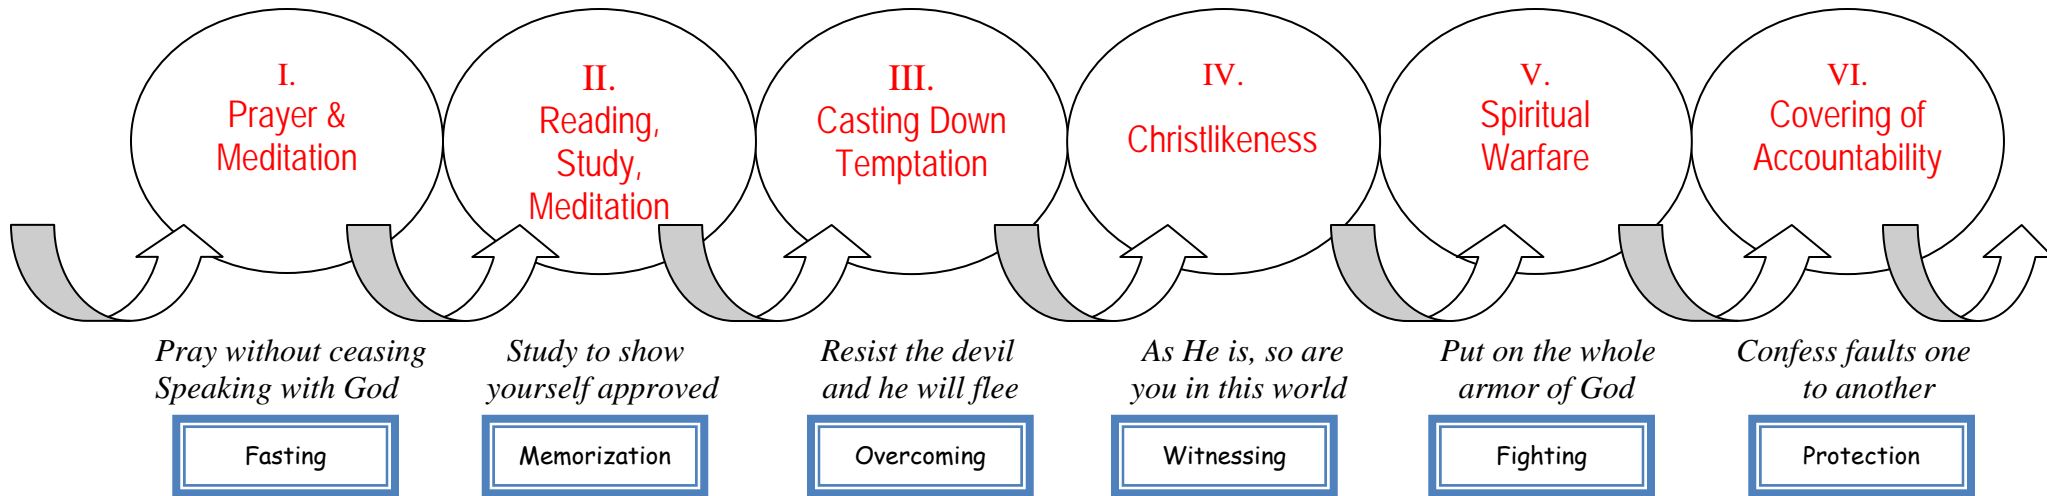 I.
Prayer &
Meditation
II.
Reading,
Study,
Meditation
III.
Casting Down
Temptation
IV.
Christlikeness
V.
Spiritual
Warfare
VI.
Covering of
Accountability
Pray without ceasing
Speaking with God
Study to show
yourself approved
Resist the devil
and he will flee
As He is, so are
you in this world
Put on the whole
armor of God
Confess faults one
to another
Fasting
Memorization
Overcoming
Witnessing
Fighting
Protection